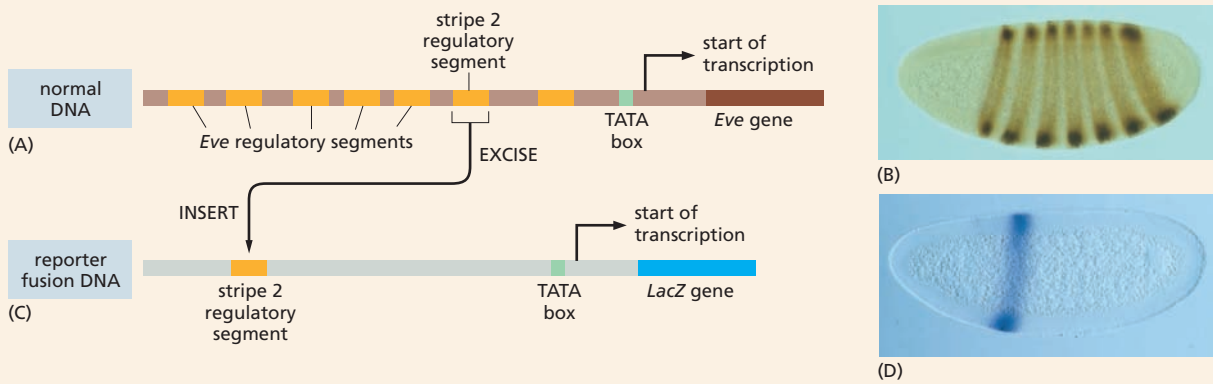 stripe 2
regulatory
segment
start of
transcription
normal
DNA
(A)
Eve regulatory segments
TATA
box
Eve gene
EXCISE
(B)
INSERT
start of
transcription
reporter
fusion DNA
(C)
stripe 2
regulatory
segment
TATA
box
LacZ gene
(D)